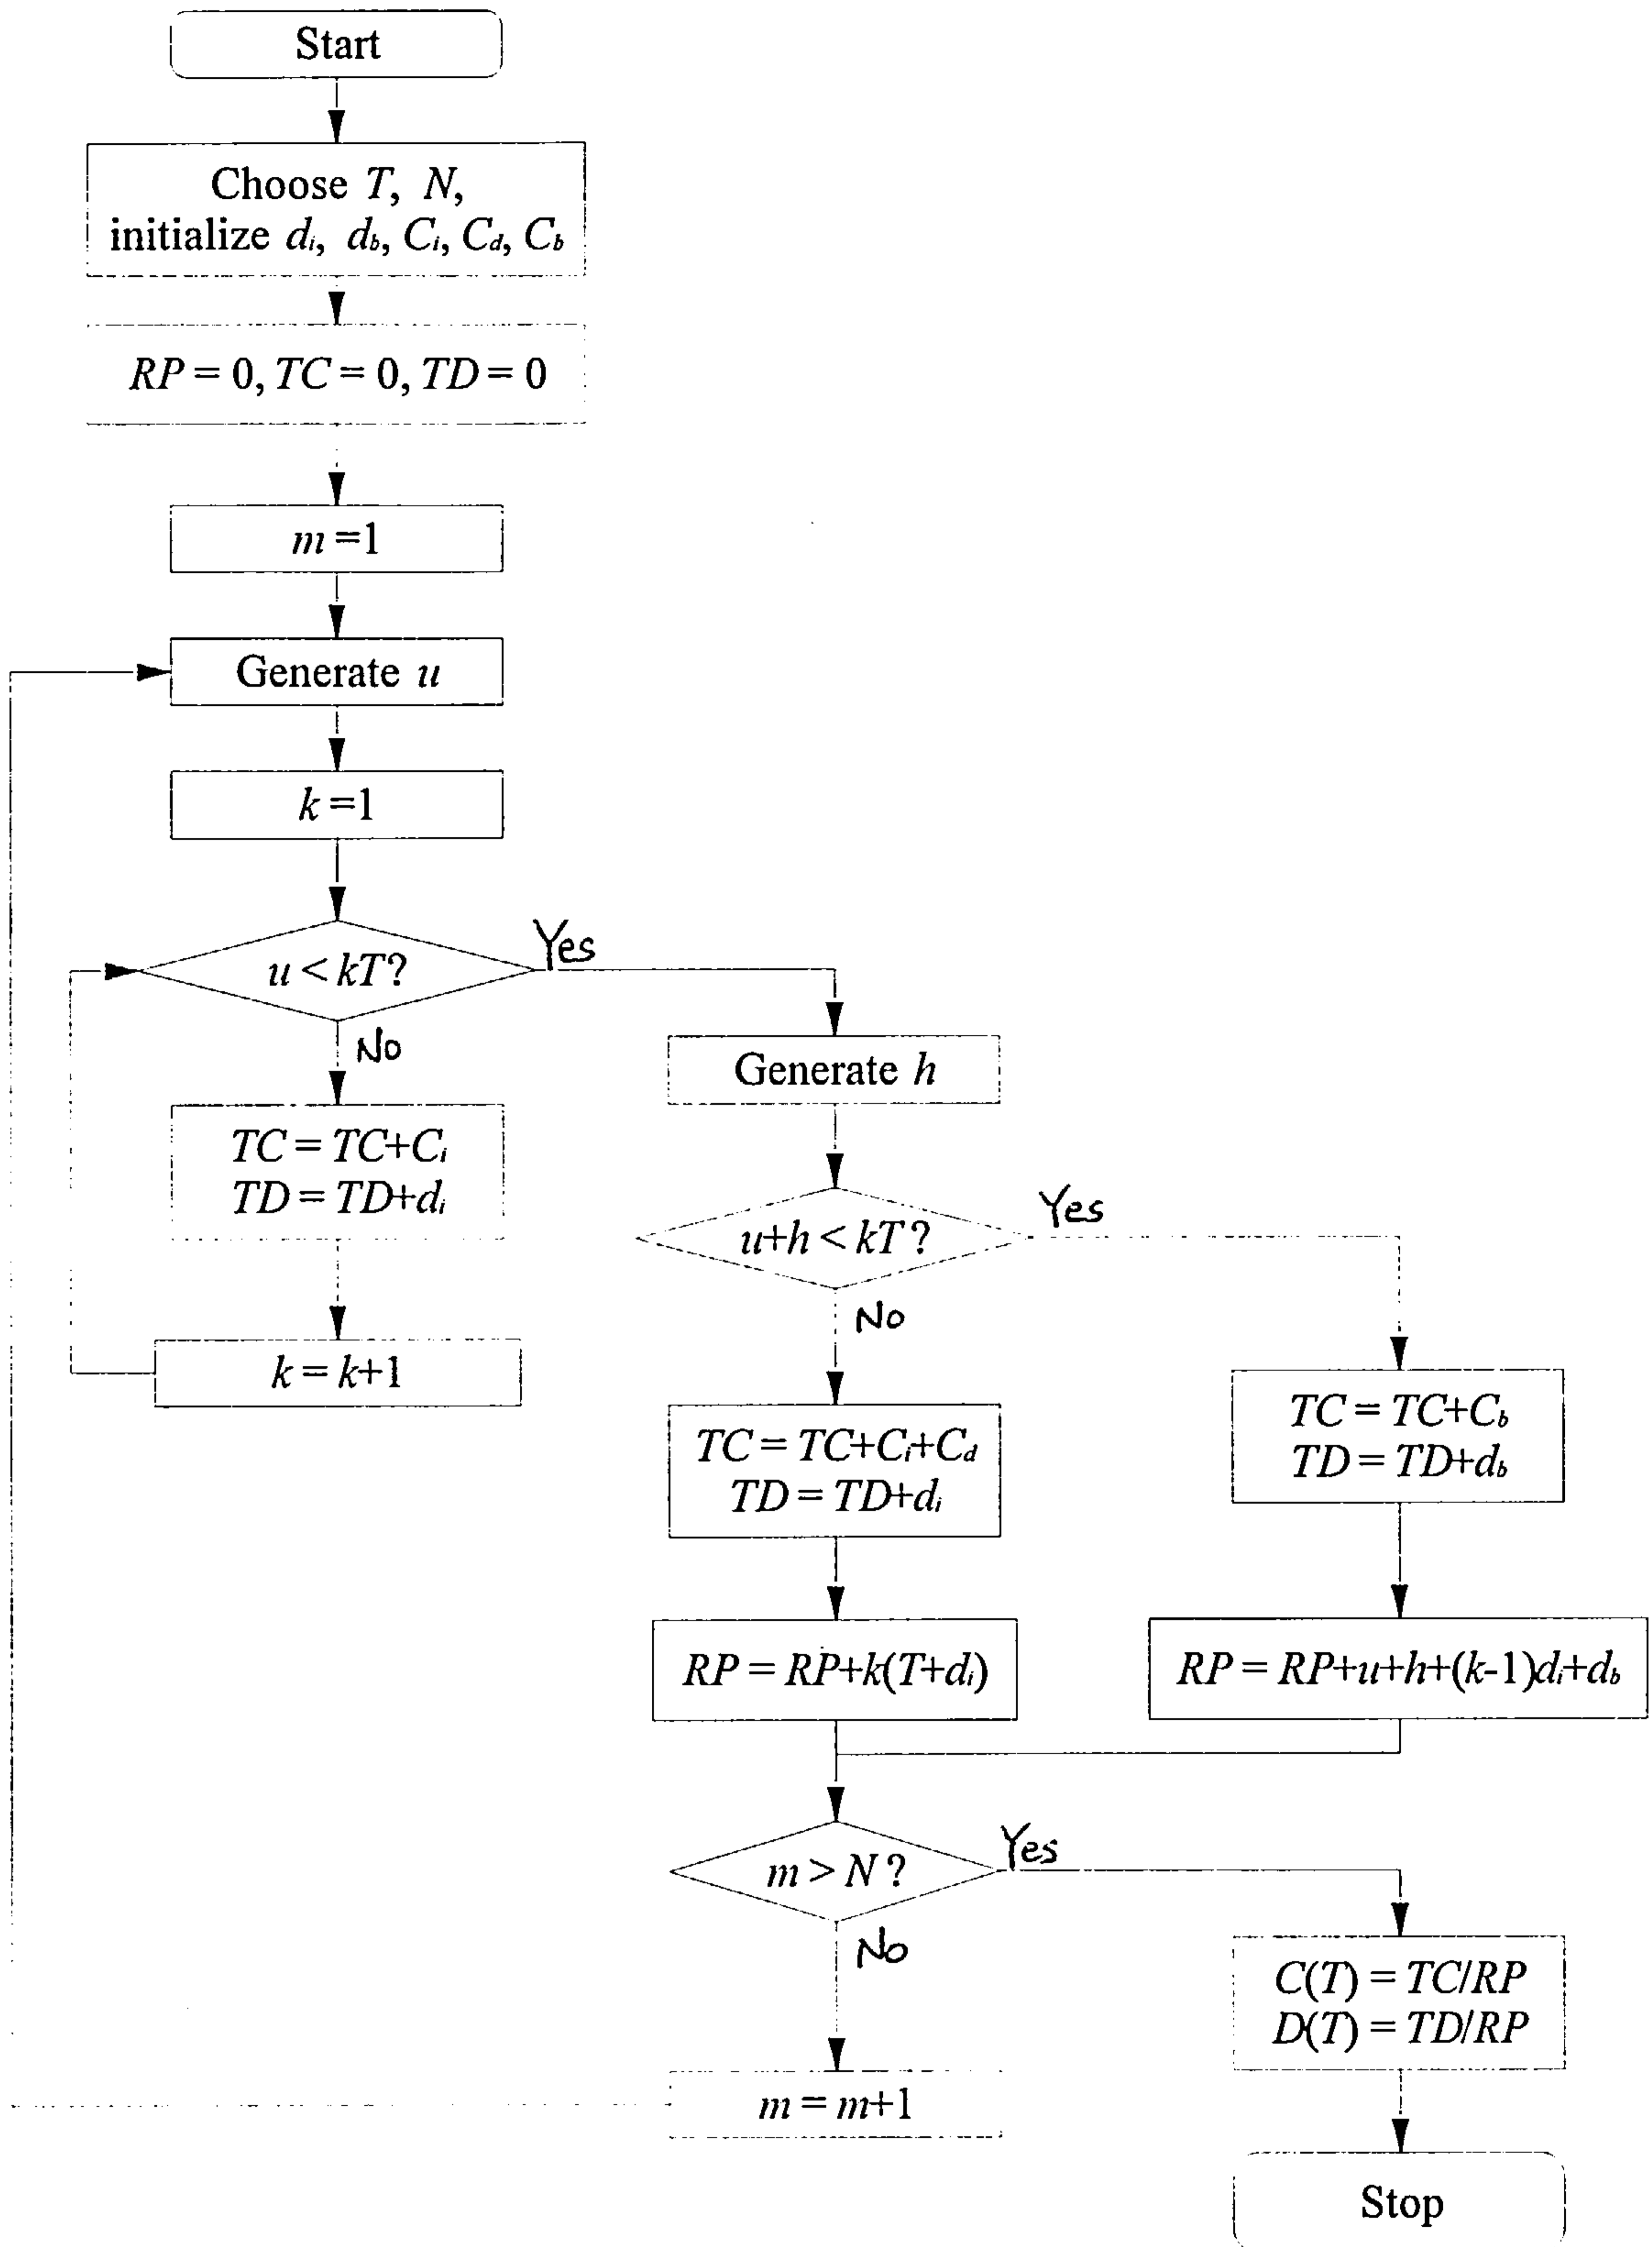 Start
Choose T, N,
initialize dᵢ, d_b, Cᵢ, C_d, C_b
RP = 0, TC = 0, TD = 0
m =1
Generate u
k =1
u < kT?
Yes
No
TC = TC+Cᵢ
TD = TD+dᵢ
k = k+1
Generate h
u+h < kT?
Yes
No
TC = TC+Cᵢ+C_d
TD = TD+dᵢ
RP = RP+k(T+dᵢ)
TC = TC+C_b
TD = TD+d_b
RP = RP+u+h+(k-1)dᵢ+d_b
m > N?
Yes
No
m = m+1
C(T) = TC/RP
D(T) = TD/RP
Stop